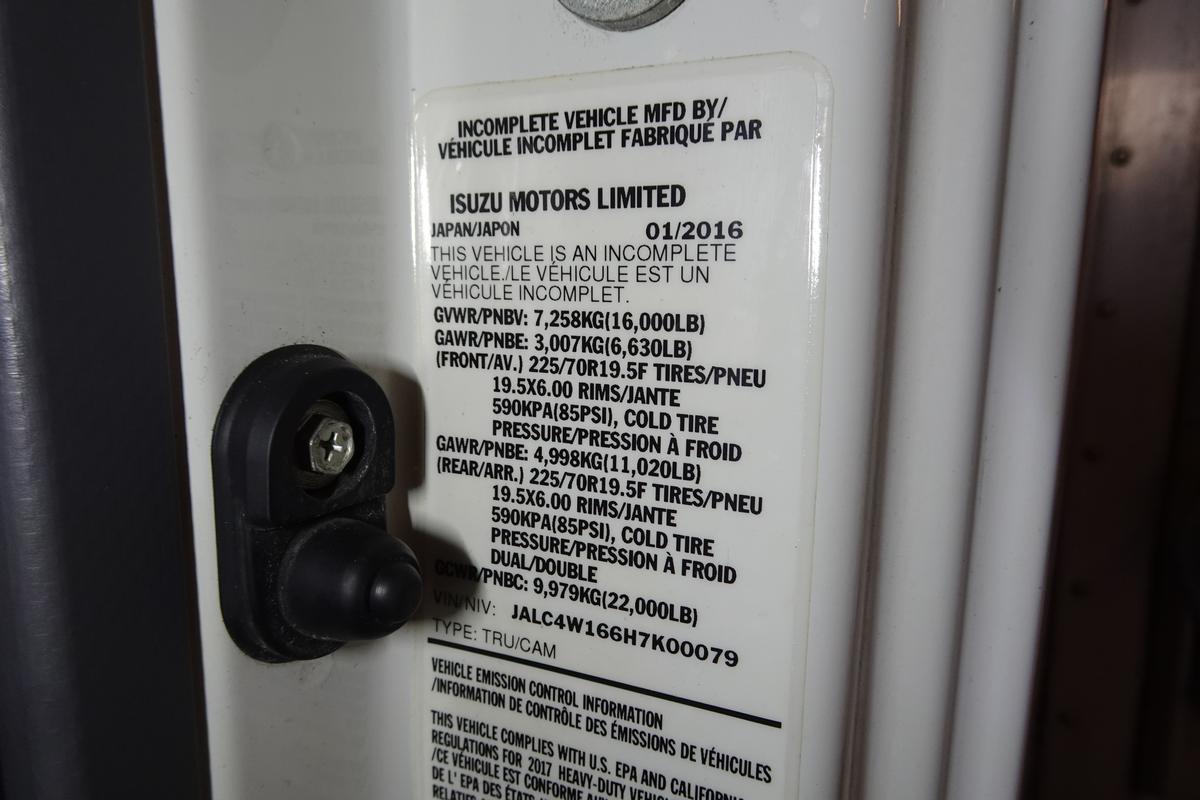 INCOMPLETE VEHICLE MFD BY/
VÉHICULE INCOMPLET FABRIQUÉ PAR
ISUZU MOTORS LIMITED
JAPAN/JAPON 01/2016
THIS VEHICLE IS AN INCOMPLETE
VEHICLE./LE VÉHICULE EST UN
VÉHICULE INCOMPLET.
GVWR/PNBV: 7,258KG(16,000LB)
GAWR/PNBE: 3,007KG(6,630LB)
(FRONT/AV.) 225/70R19.5F TIRES/PNEU
19.5X6.00 RIMS/JANTE
590KPA(85PSI), COLD TIRE
PRESSURE/PRESSION À FROID
GAWR/PNBE: 4,998KG(11,020LB)
(REAR/ARR.) 225/70R19.5F TIRES/PNEU
19.5X6.00 RIMS/JANTE
590KPA(85PSI), COLD TIRE
PRESSURE/PRESSION À FROID
DUAL/DOUBLE
GCWR/PNBC: 9,979KG(22,000LB)
VIN/NIV: JALC4W166H7K00079
TYPE: TRU/CAM
VEHICLE EMISSION CONTROL INFORMATION
/INFORMATION DE CONTRÔLE DES ÉMISSIONS DE VÉHICULES
THIS VEHICLE COMPLIES WITH U.S. EPA AND CALIFORNIA
REGULATIONS FOR 2017 HEAVY-DUTY
/CE VÉHICULE EST CONFORME
DE L'EPA DES